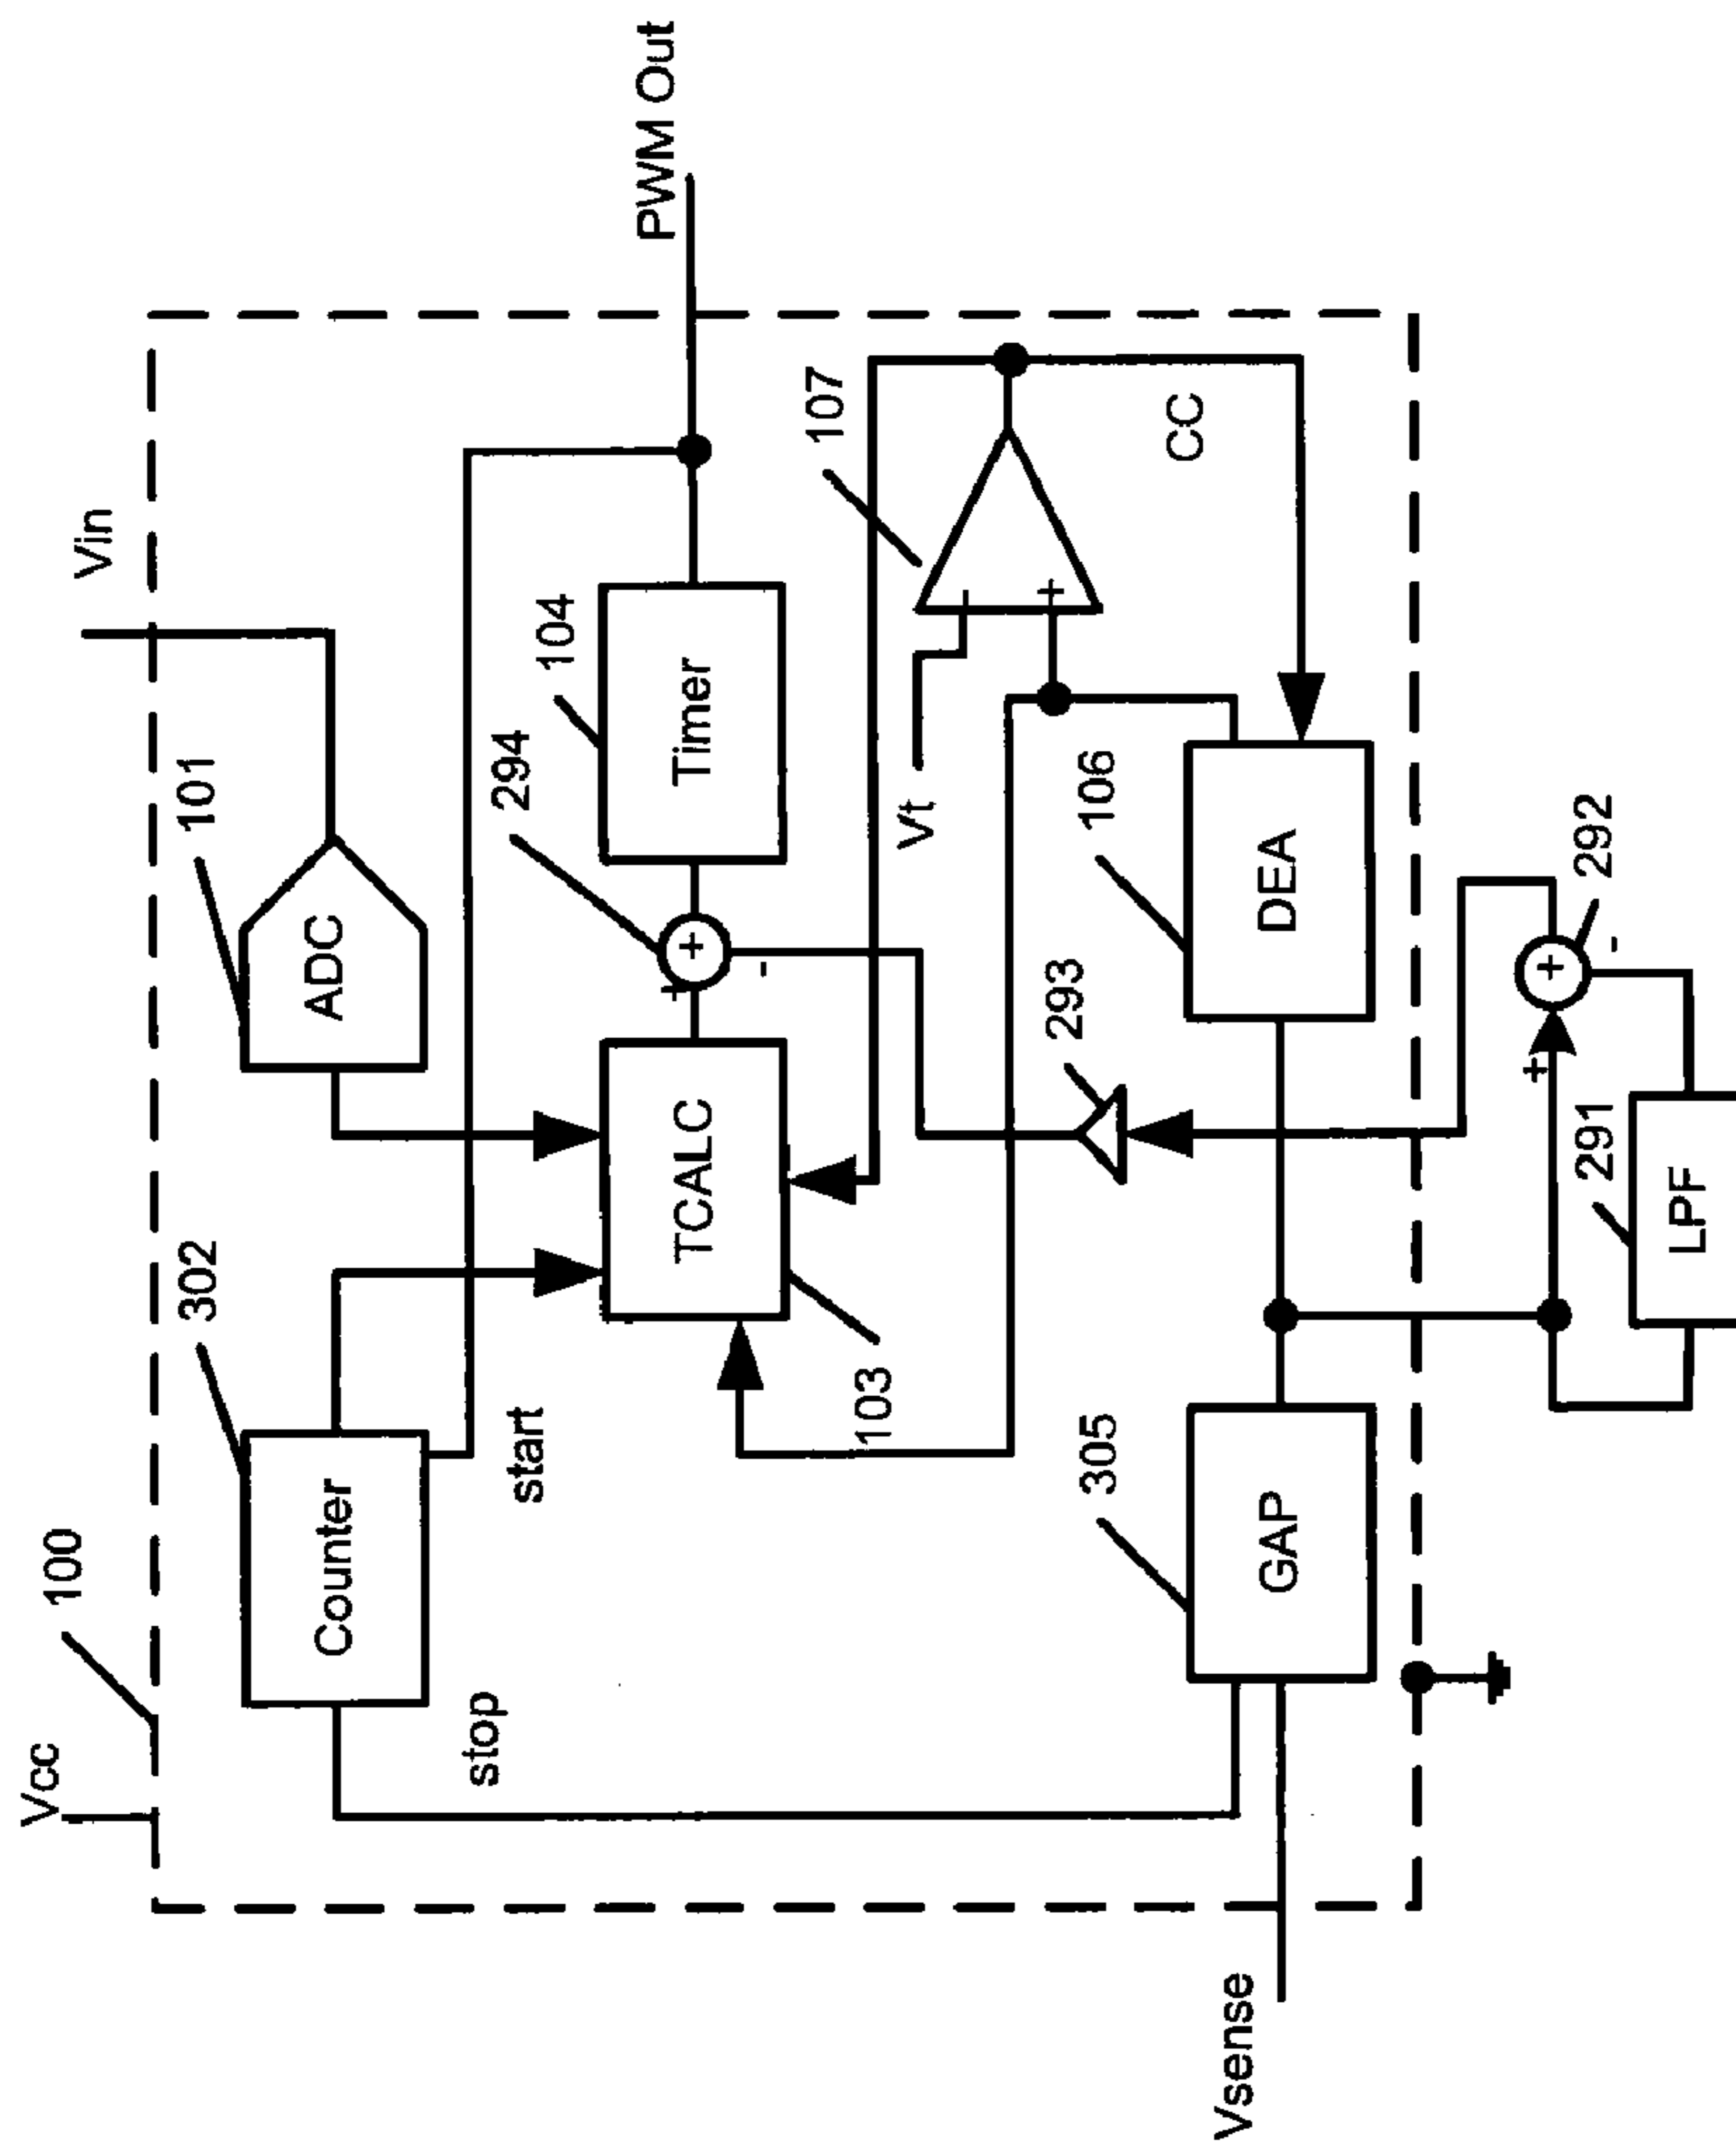 Vcc
100
Vin
302
101
Counter
ADC
stop
start
294
104
PWM Out
TCALC
+
+
-
Timer
103
107
Vt
-
+
293
106
CC
305
GAP
DEA
Vsense
291
292
+
+
-
LPF